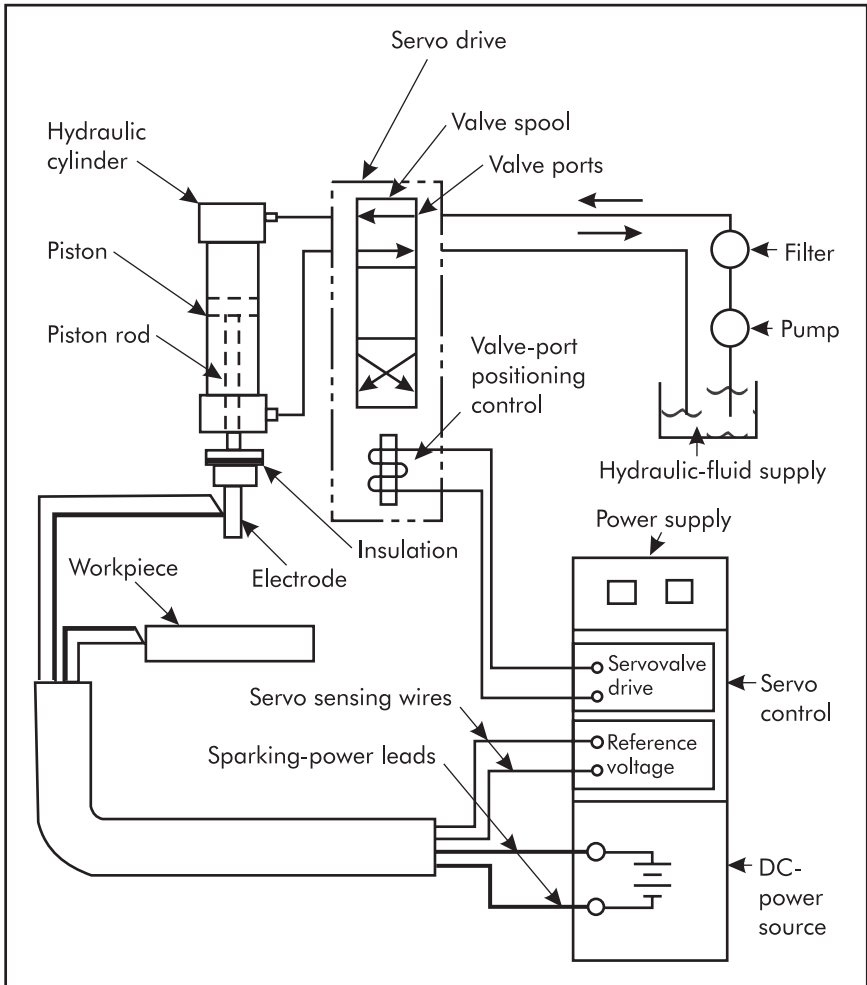 Servo drive
Hydraulic
cylinder
Valve spool
Valve ports
Piston
Filter
Piston rod
Pump
Valve-port
positioning
control
Hydraulic-fluid supply
Power supply
Insulation
Electrode
Workpiece
Servovalve
drive
Servo
control
Servo sensing wires
Reference
voltage
Sparking-power leads
DC-
power
source